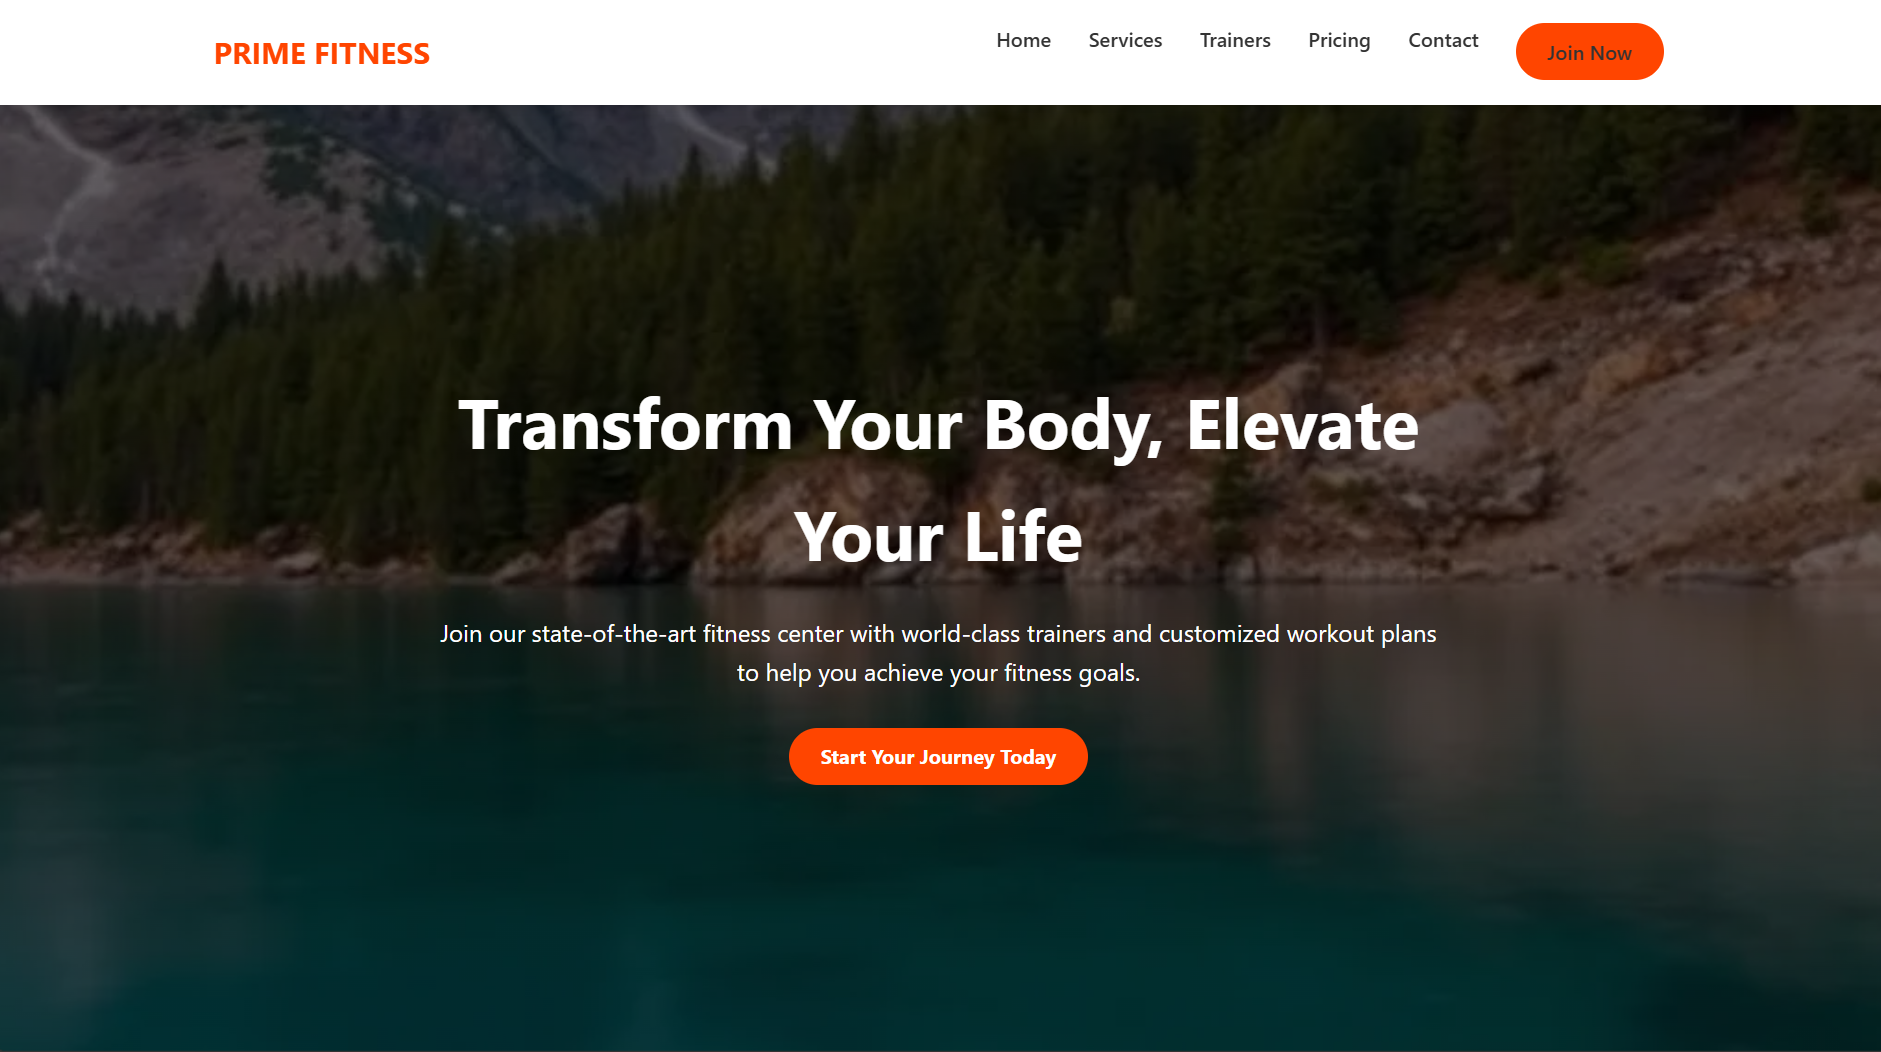 PRIME FITNESS
Home Services Trainers Pricing Contact Join Now
Transform Your Body, Elevate
Your Life
Join our state-of-the-art fitness center with world-class trainers and customized workout plans
to help you achieve your fitness goals.
Start Your Journey Today